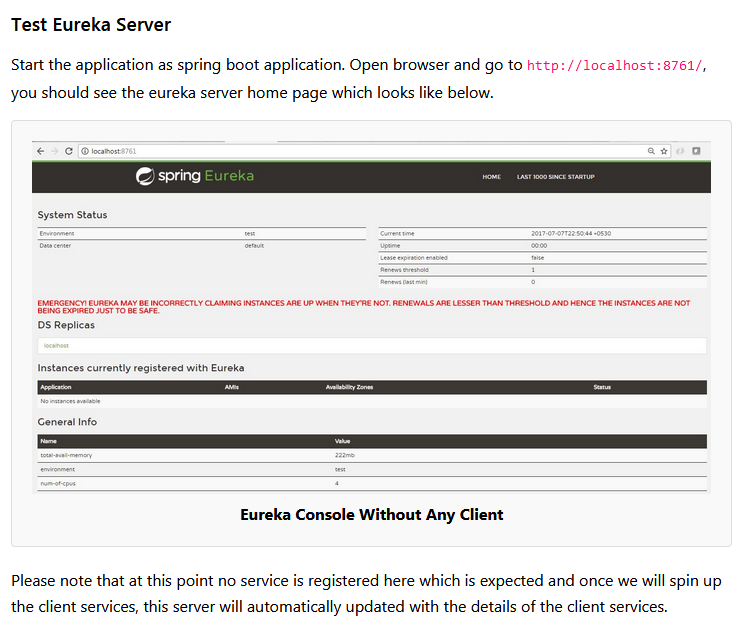 Test Eureka Server
Start the application as spring boot application. Open browser and go to http://localhost:8761/,
you should see the eureka server home page which looks like below.
localhost:8761
spring Eureka
HOME LAST 1000 SINCE STARTUP
System Status
Environment test
Data center default
Current time 2017-07-07T22:50:44 +0530
Uptime 00:00
Lease expiration enabled false
Renews threshold 1
Renews (last min) 0
EMERGENCY! EUREKA MAY BE INCORRECTLY CLAIMING INSTANCES ARE UP WHEN THEY'RE NOT. RENEWALS ARE LESSER THAN THRESHOLD AND HENCE THE INSTANCES ARE NOT
BEING EXPIRED JUST TO BE SAFE.
DS Replicas
localhost
Instances currently registered with Eureka
Application AMIs Availability Zones Status
No instances available
General Info
Name Value
total-avail-memory 222mb
environment test
num-of-cpus 4
Eureka Console Without Any Client
Please note that at this point no service is registered here which is expected and once we will spin up
the client services, this server will automatically updated with the details of the client services.